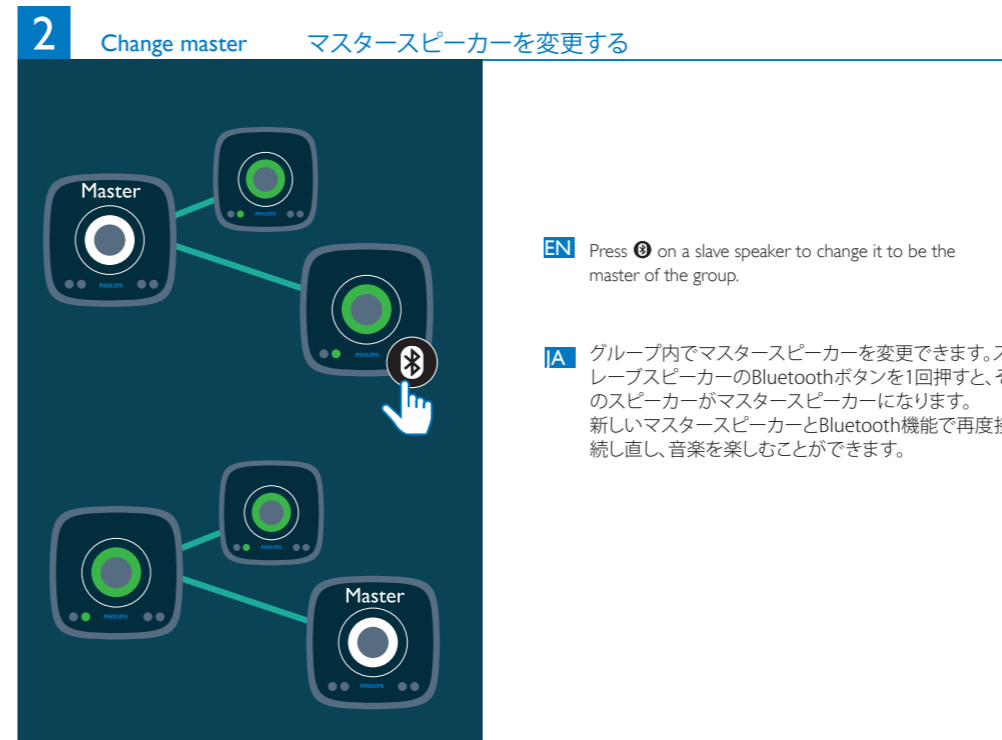 2
Change master マスタースピーカーを変更する
Master
PHILIPS
PHILIPS
PHILIPS
EN Press on a slave speaker to change it to be the
master of the group.
JA グループ内でマスタースピーカーを変更できます。ス
レーブスピーカーのBluetoothボタンを1回押すと、そ
のスピーカーがマスタースピーカーになります。
新しいマスタースピーカーとBluetooth機能で再度接
続し直し、音楽を楽しむことができます。
PHILIPS
Master
PHILIPS
PHILIPS